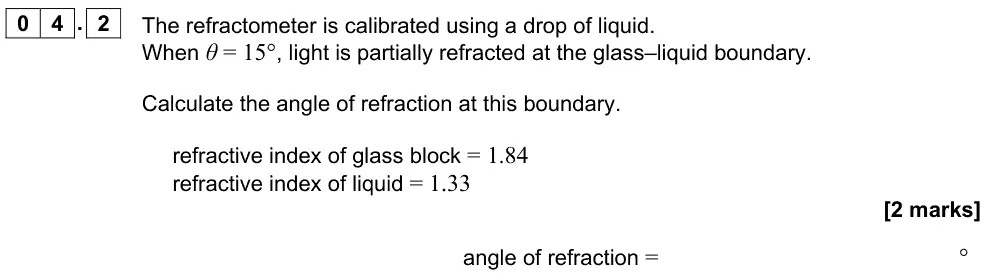 0 4 . 2 The refractometer is calibrated using a drop of liquid.
When θ = 15°, light is partially refracted at the glass–liquid boundary.
Calculate the angle of refraction at this boundary.
refractive index of glass block = 1.84
refractive index of liquid = 1.33
[2 marks]
angle of refraction = °